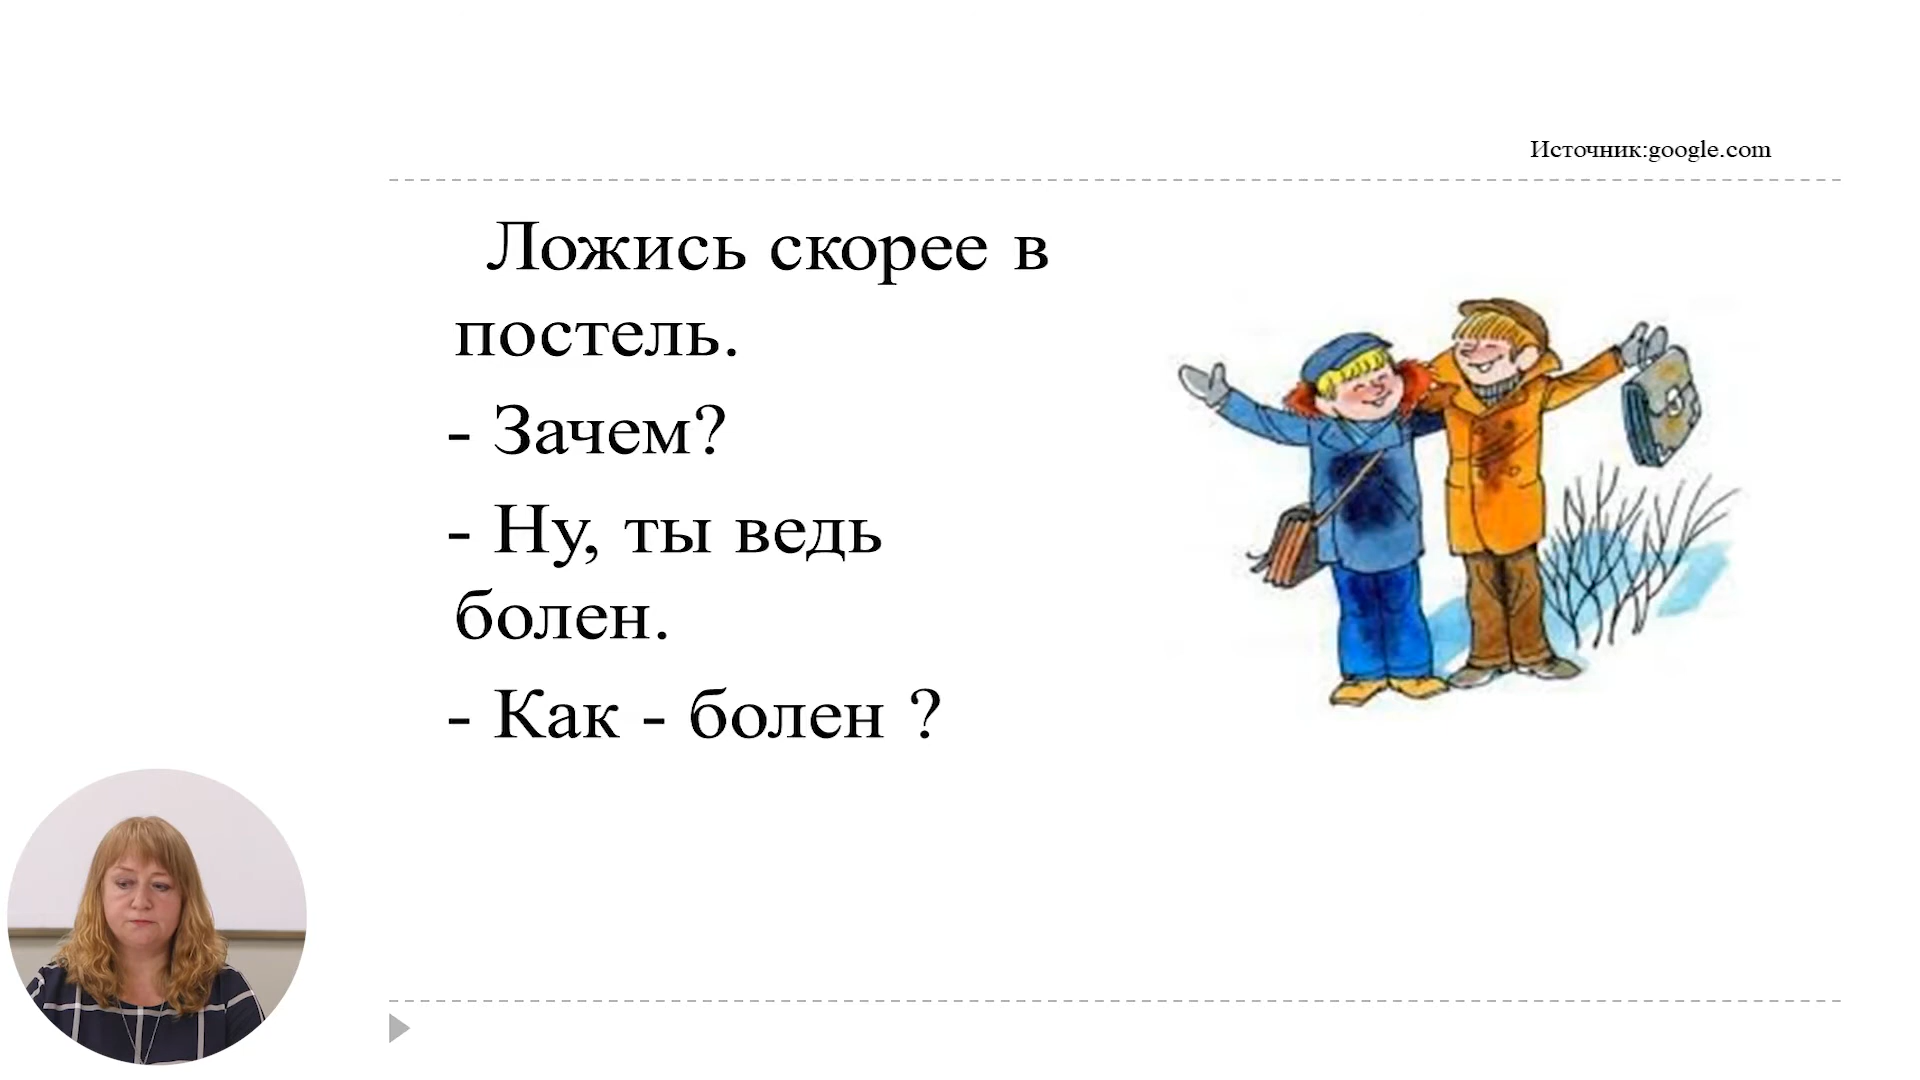 Источник:google.com
Ложись скорее в
постель.
- Зачем?
- Ну, ты ведь
болен.
- Как - болен ?